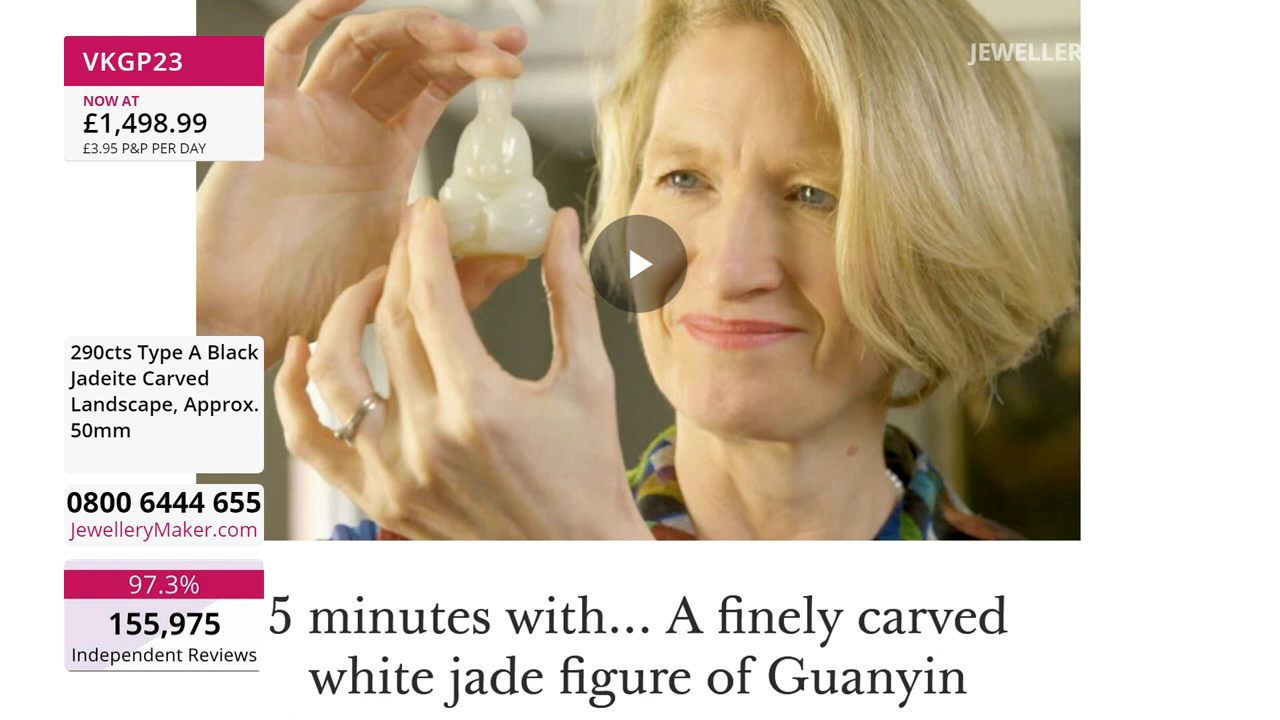 VKGP23
NOW AT
£1,498.99
£3.95 P&P PER DAY
JEWELLER
290cts Type A Black
Jadeite Carved
Landscape, Approx.
50mm
0800 6444 655
JewelleryMaker.com
97.3%
155,975
Independent Reviews
5 minutes with... A finely carved
white jade figure of Guanyin